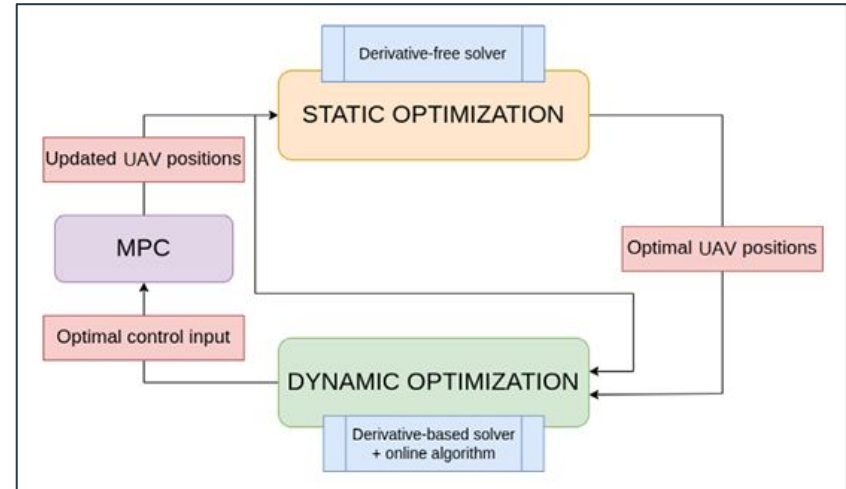 Derivative-free solver
STATIC OPTIMIZATION
Updated UAV positions
MPC
Optimal UAV positions
Optimal control input
DYNAMIC OPTIMIZATION
Derivative-based solver
+ online algorithm